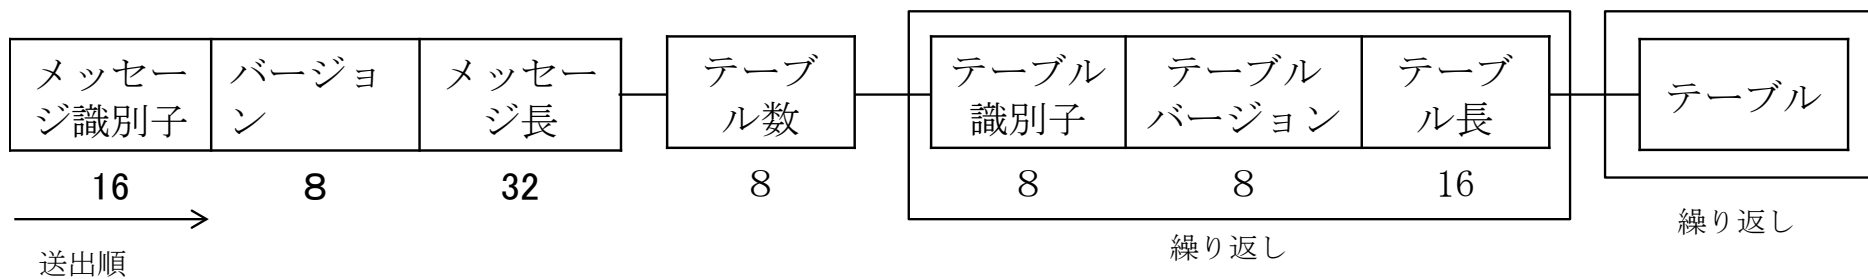 メッセー
ジ識別子
バージョ
ン
メッセー
ジ長
テーブ
ル数
テーブル
識別子
テーブル
バージョン
テーブ
ル長
テーブル
16
8
32
8
8
8
16
送出順
繰り返し
繰り返し